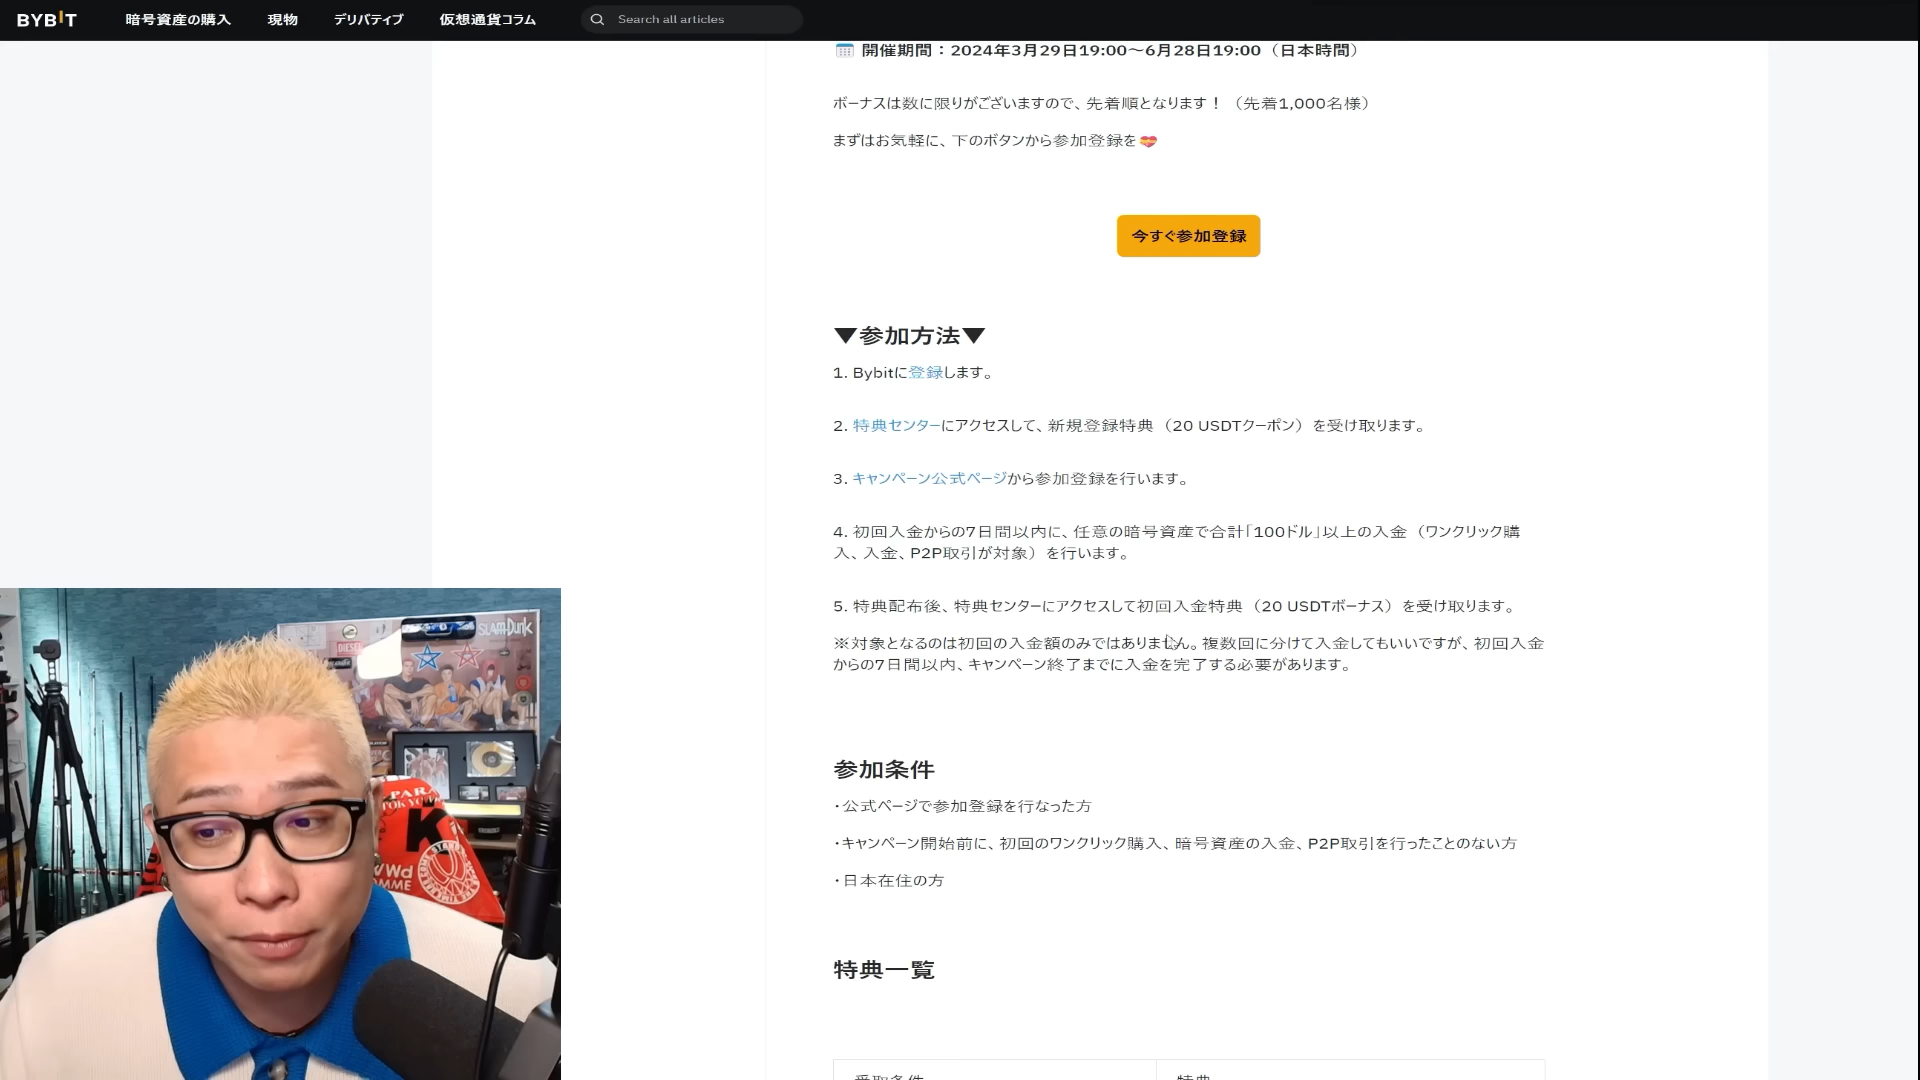 BYBIT 暗号資産の購入 現物 デリバティブ 仮想通貨コラム Search all articles
開催期間：2024年3月29日19:00〜6月28日19:00（日本時間）
ボーナスは数に限りがございますので、先着順となります！（先着1,000名様）
まずはお気軽に、下のボタンから参加登録を💝
今すぐ参加登録
▼参加方法▼
1. Bybitに登録します。
2. 特典センターにアクセスして、新規登録特典（20 USDTクーポン）を受け取ります。
3. キャンペーン公式ページから参加登録を行います。
4. 初回入金からの7日間以内に、任意の暗号資産で合計「100ドル」以上の入金（ワンクリック購
入、入金、P2P取引が対象）を行います。
5. 特典配布後、特典センターにアクセスして初回入金特典（20 USDTボーナス）を受け取ります。
※対象となるのは初回の入金額のみではありません。複数回に分けて入金してもいいですが、初回入金
からの7日間以内、キャンペーン終了までに入金を完了する必要があります。
参加条件
・公式ページで参加登録を行なった方
・キャンペーン開始前に、初回のワンクリック購入、暗号資産の入金、P2P取引を行ったことのない方
・日本在住の方
特典一覧
受取条件 特典
SLAM DUNK
DIESEL
PARA
TOKYO
K